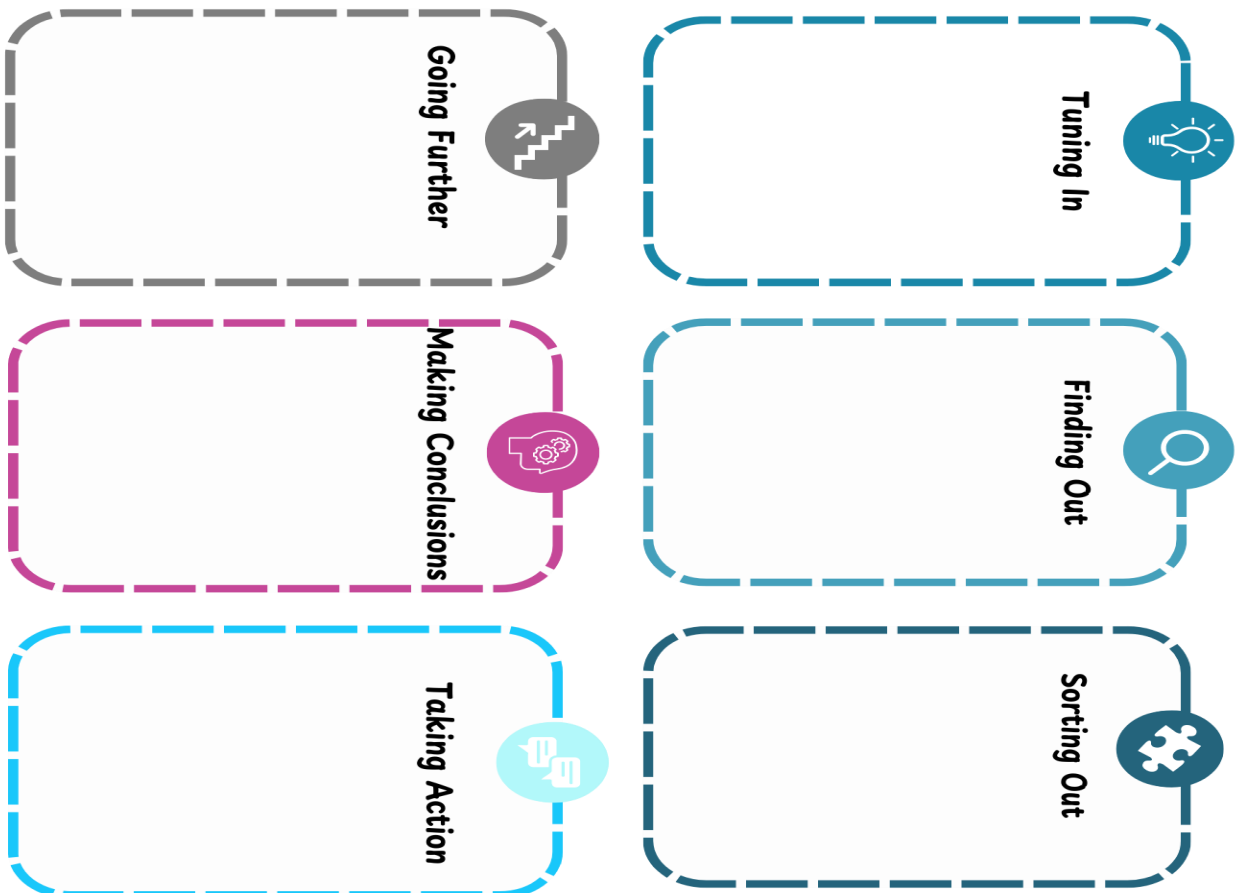 Tuning In
Finding Out
Sorting Out
Going Further
Making Conclusions
Taking Action